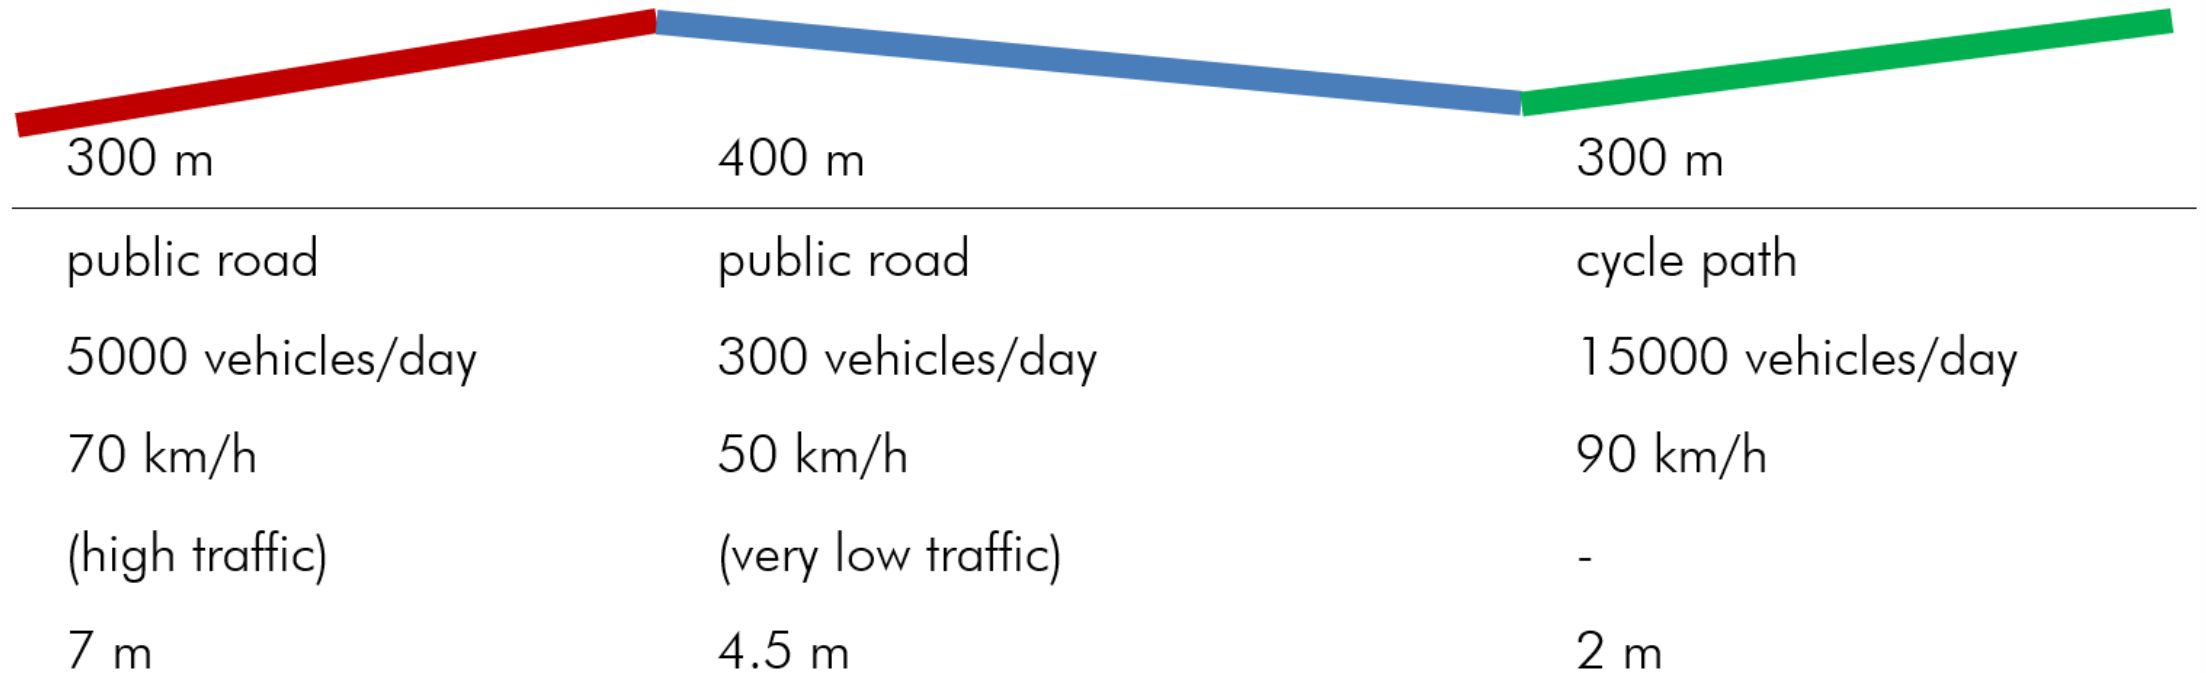 300 m 400 m 300 m
public road public road cycle path
5000 vehicles/day 300 vehicles/day 15000 vehicles/day
70 km/h 50 km/h 90 km/h
(high traffic) (very low traffic) -
7 m 4.5 m 2 m